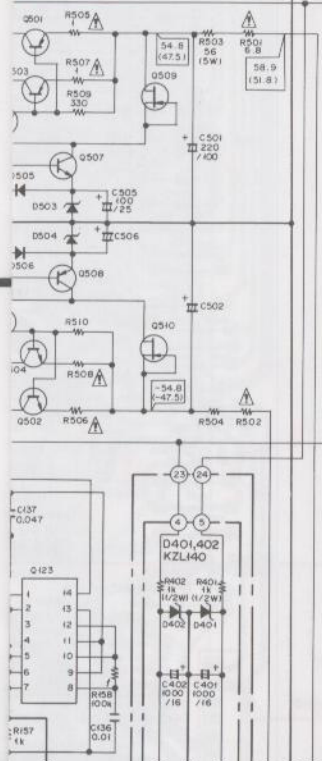 Q501
R505
1
54.8
(47.5)
R503
56
(5W)
R501
6.8
58.9
(51.8)
R507
1
R509
330
Q509
C501
220
/100
Q507
D503
C505
100
/25
D504
C506
Q508
C502
R510
Q510
R508
-54.8
(-47.5)
Q502
R506
R504
R502
23
24
C137
0.047
4
5
D401,402
KZL140
Q123
R402
1k
(1/2W)
R401
1k
(1/2W)
D402
D401
1
14
2
13
3
12
4
11
5
10
6
9
7
8
R158
100k
C402
1000
/16
C401
1000
/16
R157
1k
C136
0.01